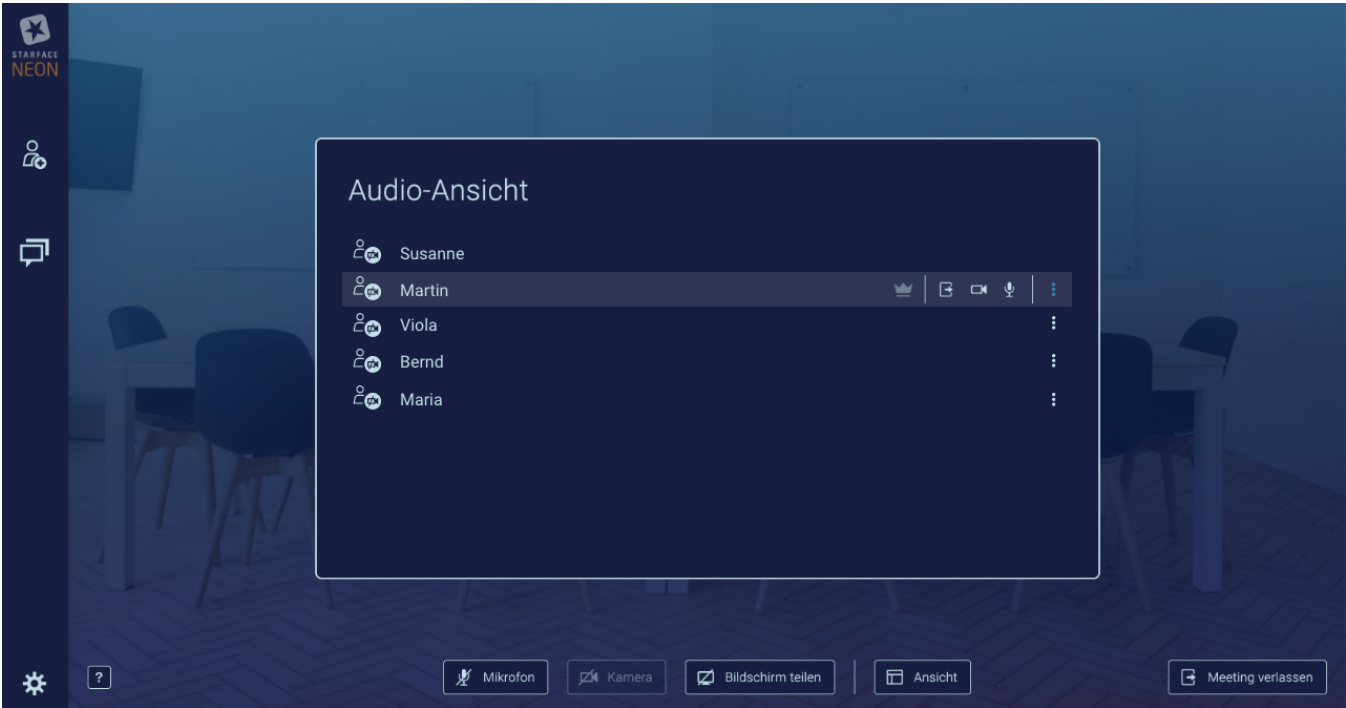 STARFACE
NEON
Audio-Ansicht
Susanne
Martin
Viola
Bernd
Maria
?
Mikrofon
Kamera
Bildschirm teilen
Ansicht
Meeting verlassen